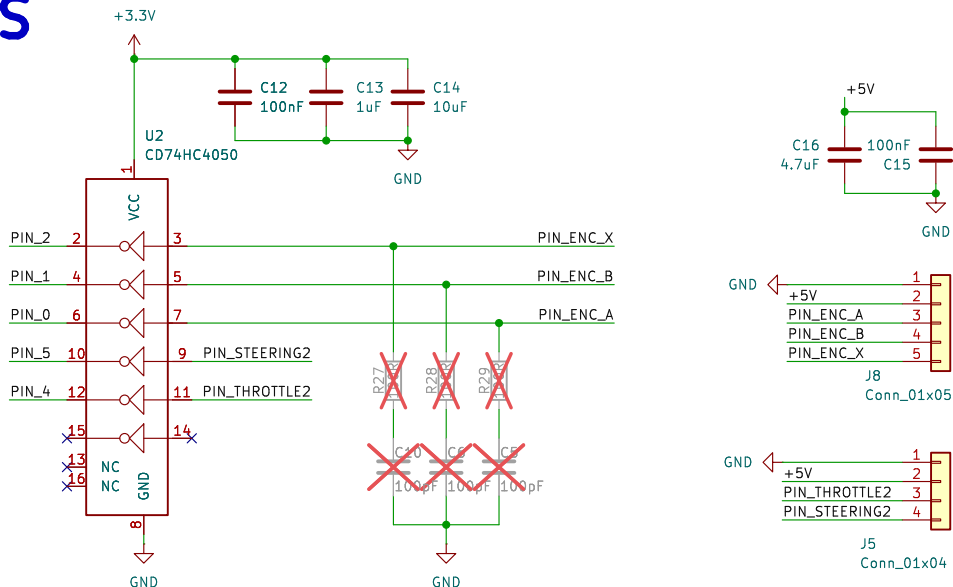 S
+3.3V
C12
100nF
C13
1uF
C14
10uF
GND
U2
CD74HC4050
1
VCC
PIN_2
2
3
PIN_ENC_X
PIN_1
4
5
PIN_ENC_B
PIN_0
6
7
PIN_ENC_A
PIN_5
10
9
PIN_STEERING2
PIN_4
12
11
PIN_THROTTLE2
15
14
13
NC
16
NC
GND
8
GND
R27
R28
R29
C10
100pF
100pF
100pF
GND
+5V
C16
4.7uF
100nF
C15
GND
GND
1
+5V
2
PIN_ENC_A
3
PIN_ENC_B
4
PIN_ENC_X
5
J8
Conn_01x05
GND
1
+5V
2
PIN_THROTTLE2
3
PIN_STEERING2
4
J5
Conn_01x04